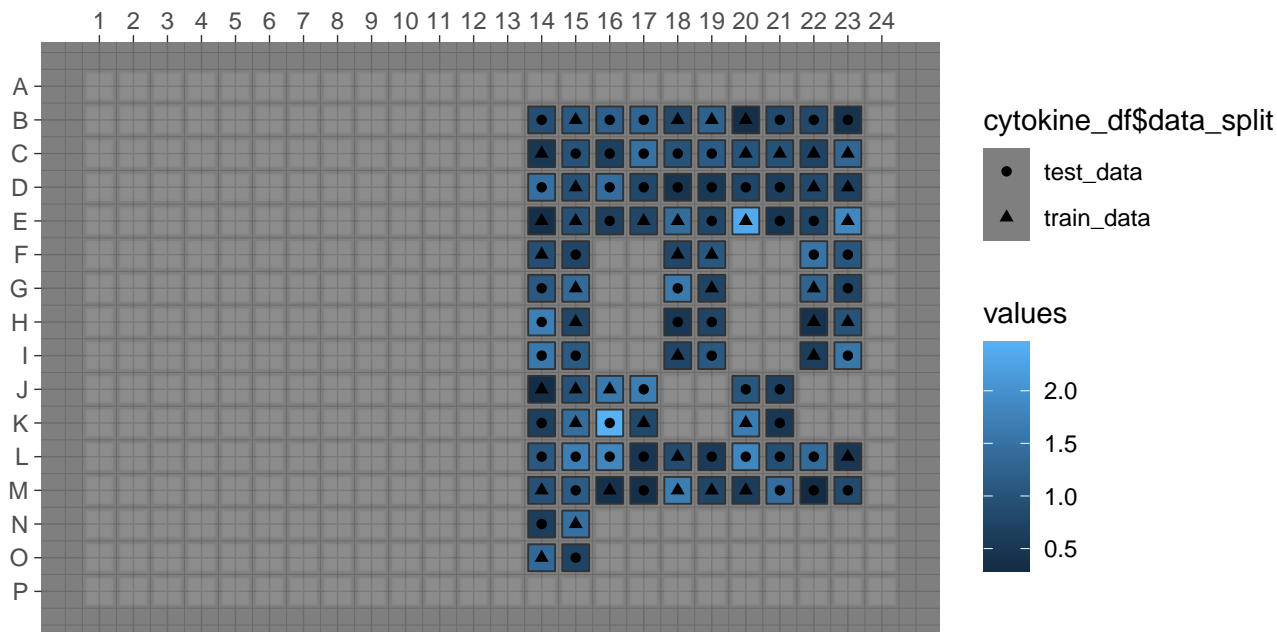 1 2 3 4 5 6 7 8 9 10 11 12 13 14 15 16 17 18 19 20 21 22 23 24
A
B
C
D
E
F
G
H
I
J
K
L
M
N
O
P
cytokine_df$data_split
test_data
train_data
values
2.0
1.5
1.0
0.5